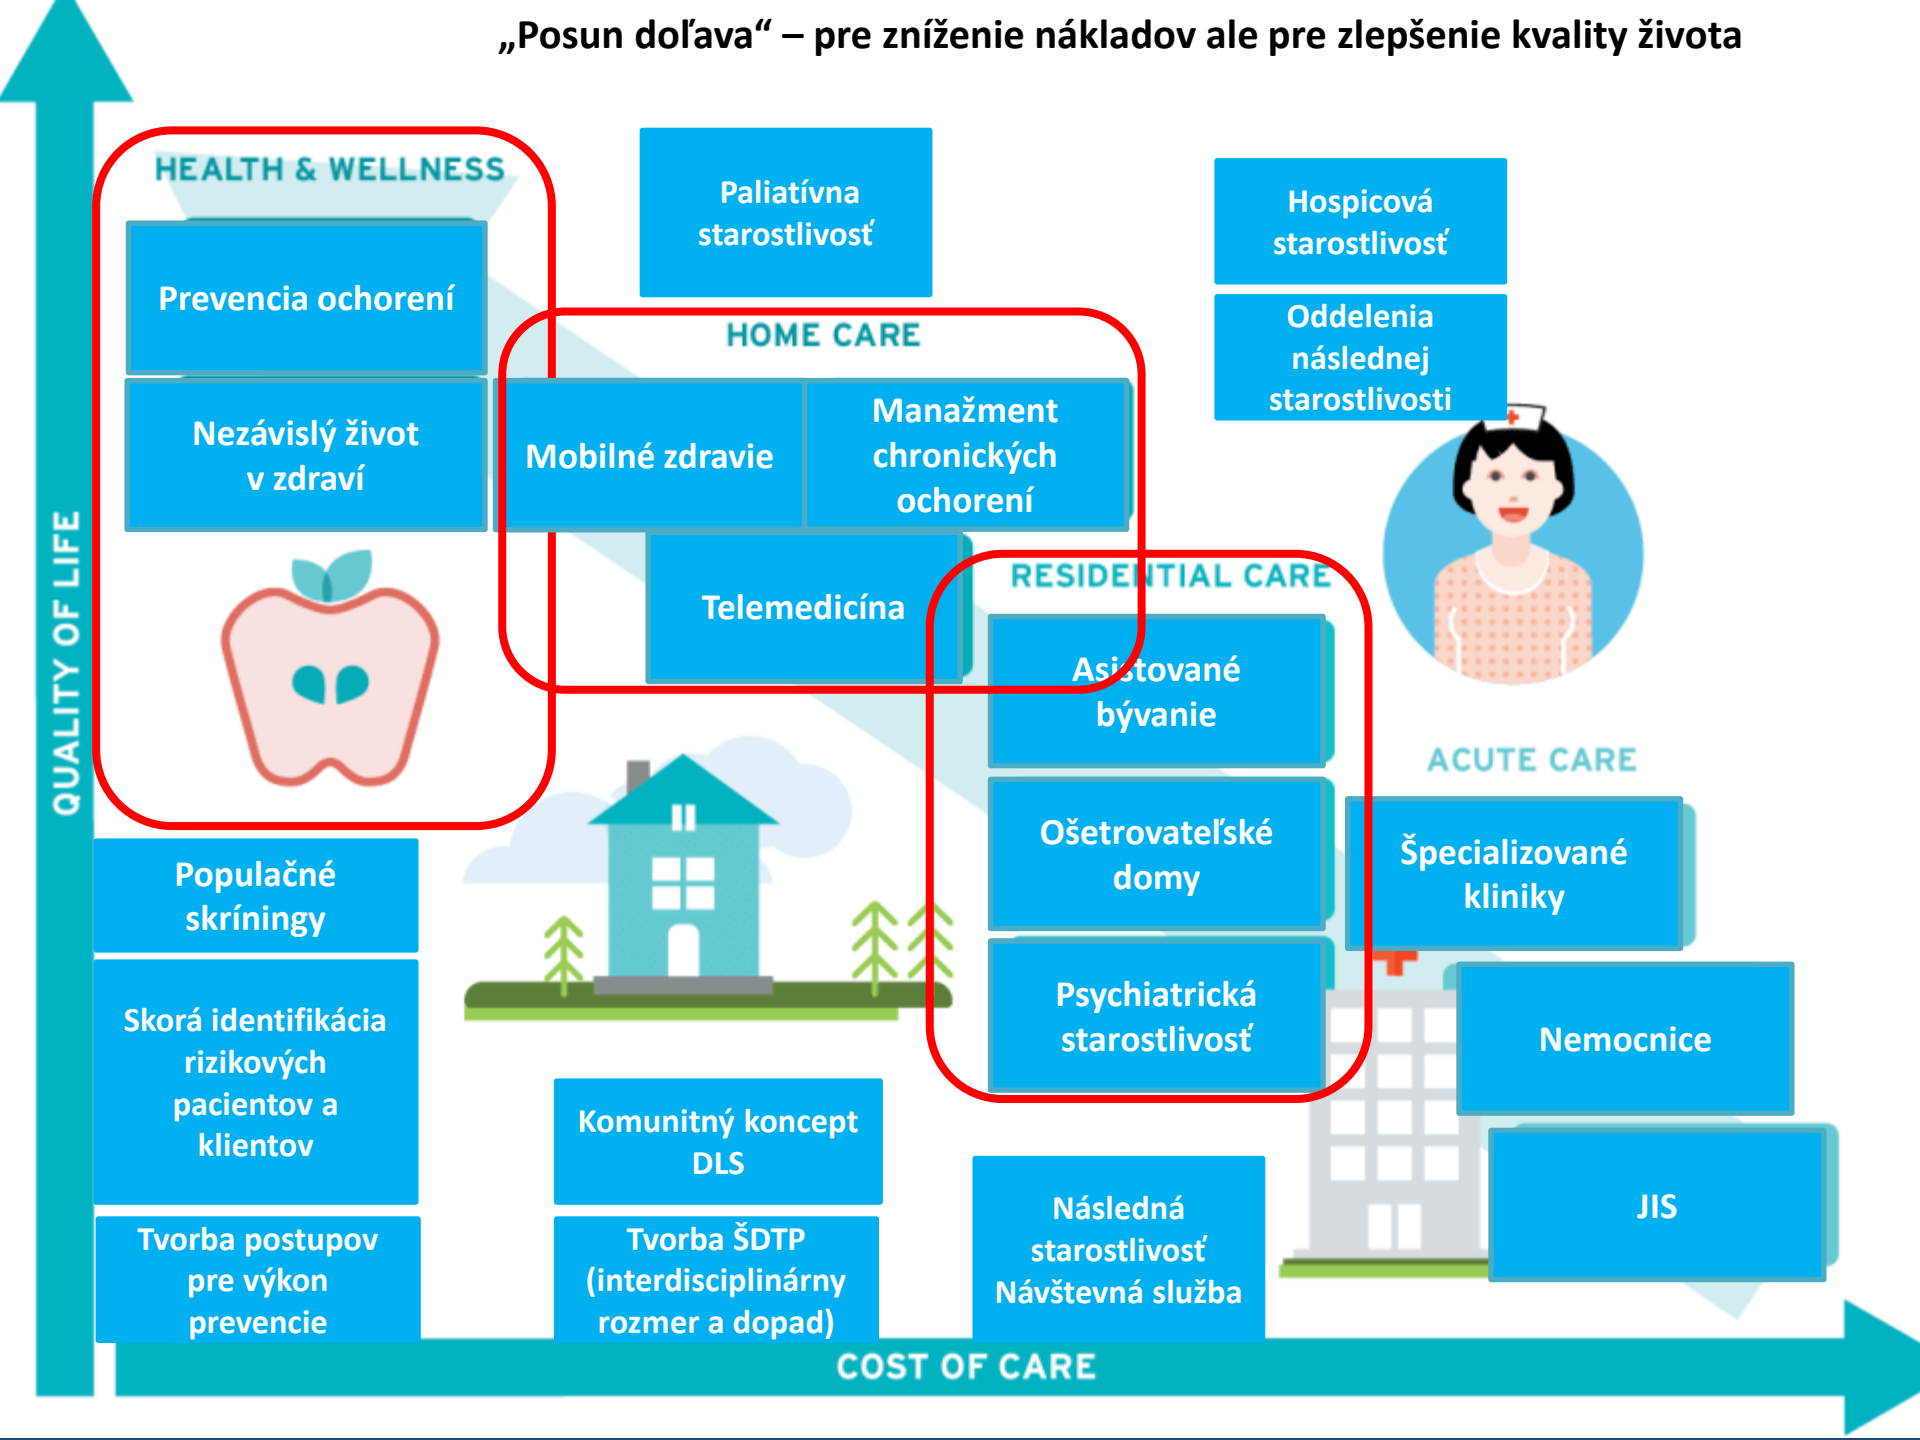 „Posun doľava“ – pre zníženie nákladov ale pre zlepšenie kvality života
QUALITY OF LIFE
HEALTH & WELLNESS
Prevencia ochorení
Nezávislý život
v zdraví
Paliatívna
starostlivosť
HOME CARE
Mobilné zdravie
Manažment
chronických
ochorení
Telemedicína
Hospicová
starostlivosť
Oddelenia
následnej
starostlivosti
RESIDENTIAL CARE
Asistované
bývanie
Ošetrovateľské
domy
Psychiatrická
starostlivosť
ACUTE CARE
Špecializované
kliniky
Nemocnice
JIS
Populačné
skríningy
Skorá identifikácia
rizikových
pacientov a
klientov
Tvorba postupov
pre výkon
prevencie
Komunitný koncept
DLS
Tvorba ŠDTP
(interdisciplinárny
rozmer a dopad)
Následná
starostlivosť
Návštevná služba
COST OF CARE